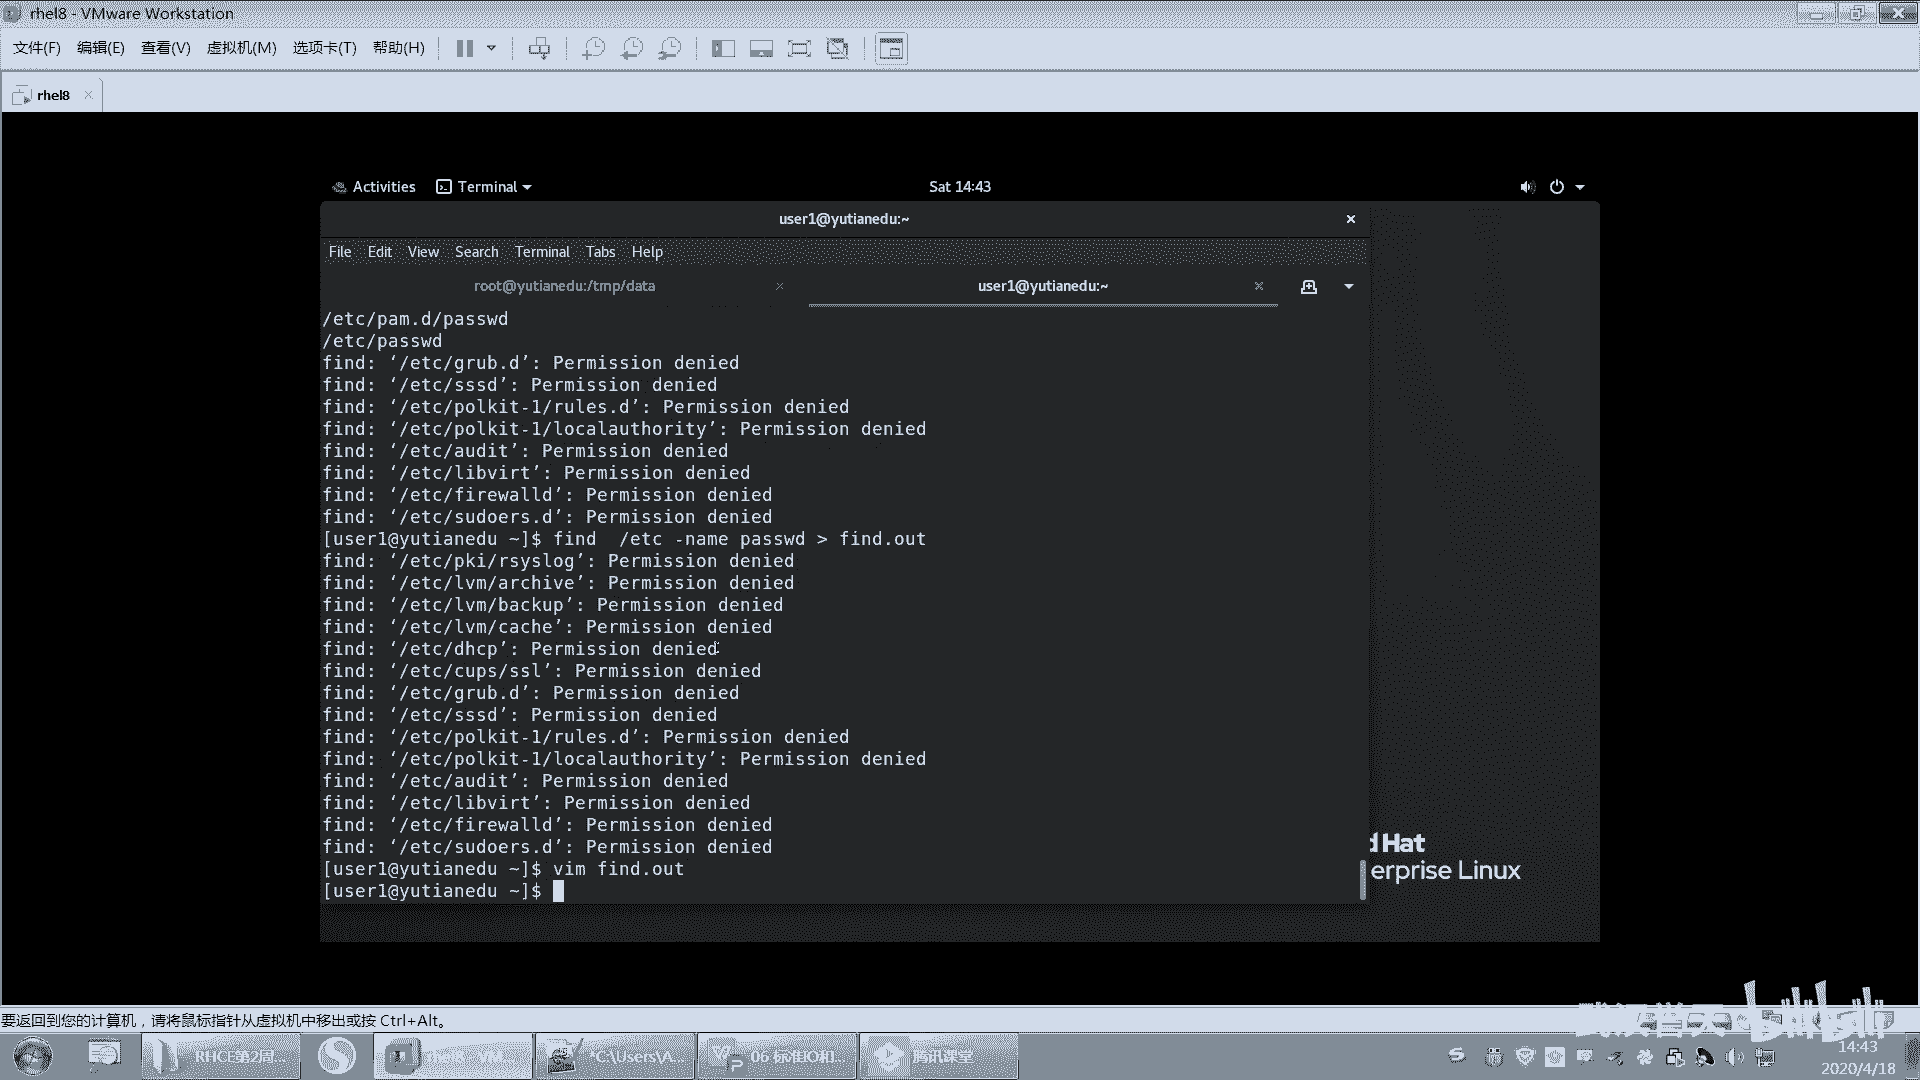 rhel8 - VMware Workstation
文件(F) 编辑(E) 查看(V) 虚拟机(M) 选项卡(T) 帮助(H)
rhel8
Activities Terminal Sat 14:43
user1@yutianedu:~
File Edit View Search Terminal Tabs Help
root@yutianedu:/tmp/data user1@yutianedu:~
/etc/pam.d/passwd
/etc/passwd
find: ‘/etc/grub.d’: Permission denied
find: ‘/etc/sssd’: Permission denied
find: ‘/etc/polkit-1/rules.d’: Permission denied
find: ‘/etc/polkit-1/localauthority’: Permission denied
find: ‘/etc/audit’: Permission denied
find: ‘/etc/libvirt’: Permission denied
find: ‘/etc/firewalld’: Permission denied
find: ‘/etc/sudoers.d’: Permission denied
[user1@yutianedu ~]$ find  /etc -name passwd > find.out
find: ‘/etc/pki/rsyslog’: Permission denied
find: ‘/etc/lvm/archive’: Permission denied
find: ‘/etc/lvm/backup’: Permission denied
find: ‘/etc/lvm/cache’: Permission denied
find: ‘/etc/dhcp’: Permission denied
find: ‘/etc/cups/ssl’: Permission denied
find: ‘/etc/grub.d’: Permission denied
find: ‘/etc/sssd’: Permission denied
find: ‘/etc/polkit-1/rules.d’: Permission denied
find: ‘/etc/polkit-1/localauthority’: Permission denied
find: ‘/etc/audit’: Permission denied
find: ‘/etc/libvirt’: Permission denied
find: ‘/etc/firewalld’: Permission denied
find: ‘/etc/sudoers.d’: Permission denied
[user1@yutianedu ~]$ vim find.out
[user1@yutianedu ~]$
d Hat
erprise Linux
要返回到您的计算机，请将鼠标指针从虚拟机中移出或按 Ctrl+Alt。
bilibili
RHCE第2周... rhel8 - VM... *C:\Users\A... 06 标准IO和... 腾讯课堂
14:43
2020/4/18